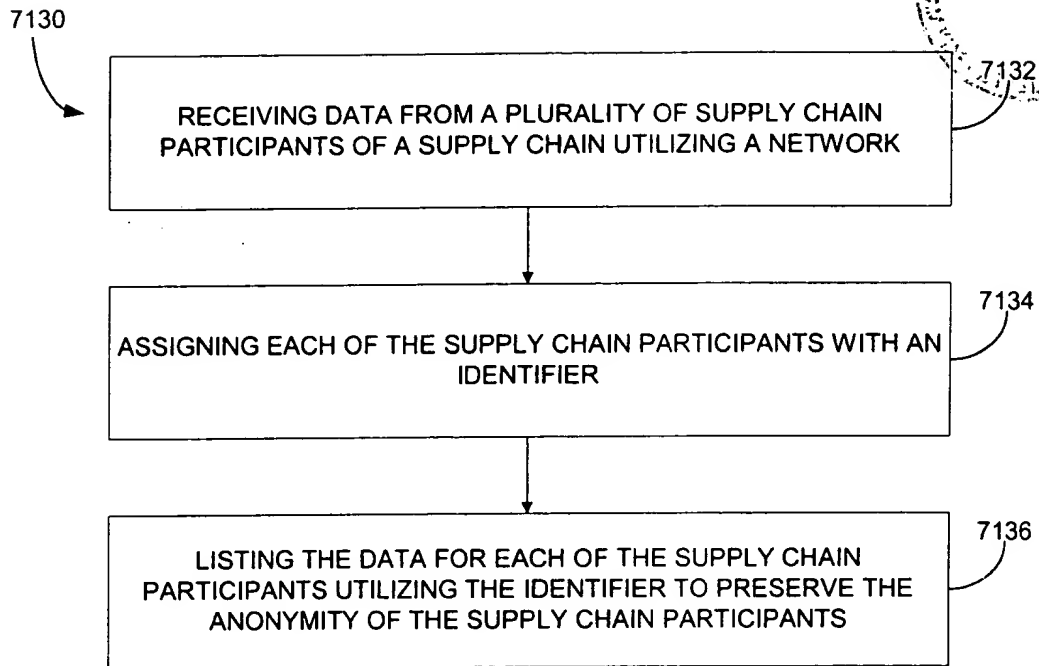 7130
7132
RECEIVING DATA FROM A PLURALITY OF SUPPLY CHAIN
PARTICIPANTS OF A SUPPLY CHAIN UTILIZING A NETWORK
7134
ASSIGNING EACH OF THE SUPPLY CHAIN PARTICIPANTS WITH AN
IDENTIFIER
7136
LISTING THE DATA FOR EACH OF THE SUPPLY CHAIN
PARTICIPANTS UTILIZING THE IDENTIFIER TO PRESERVE THE
ANONYMITY OF THE SUPPLY CHAIN PARTICIPANTS